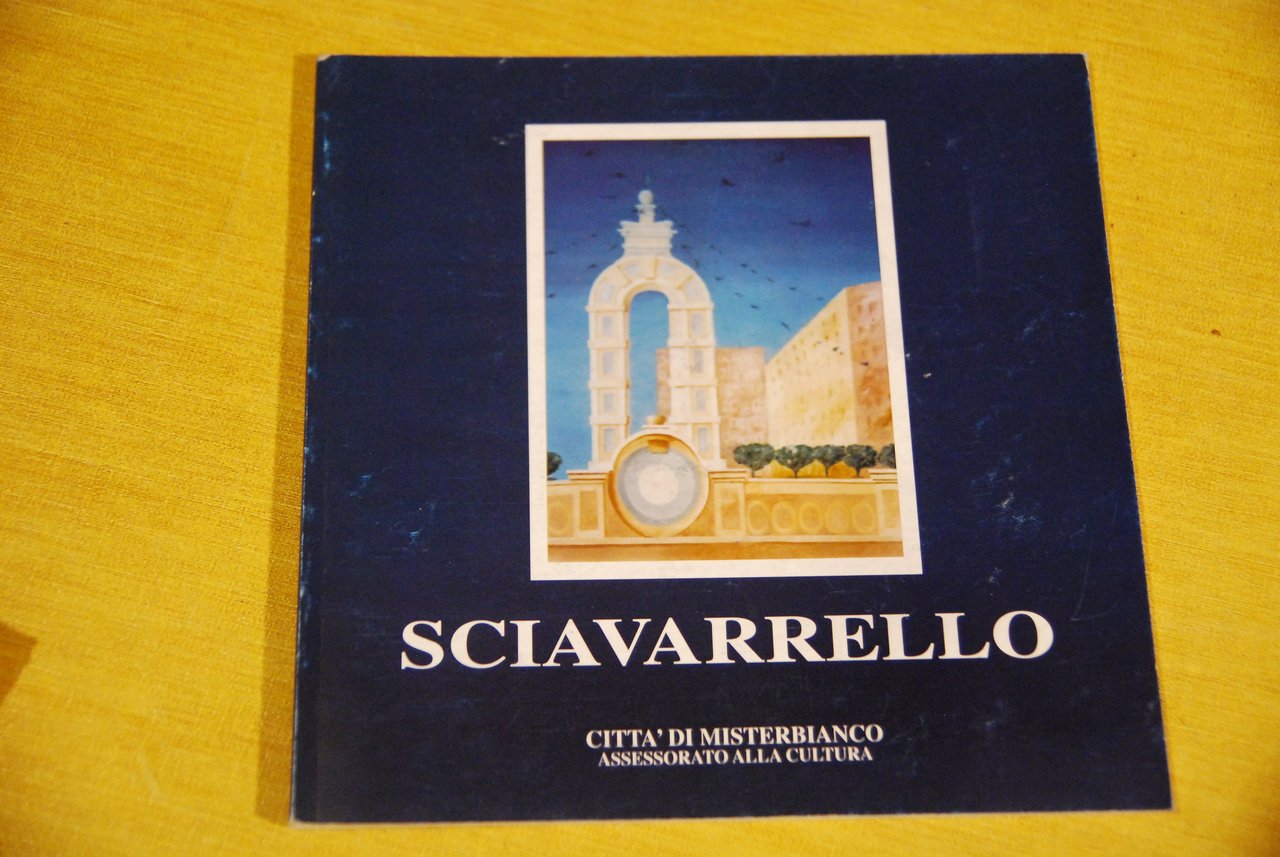 SCIAVARRELLO
CITTA' DI MISTERBIANCO
ASSESSORATO ALLA CULTURA